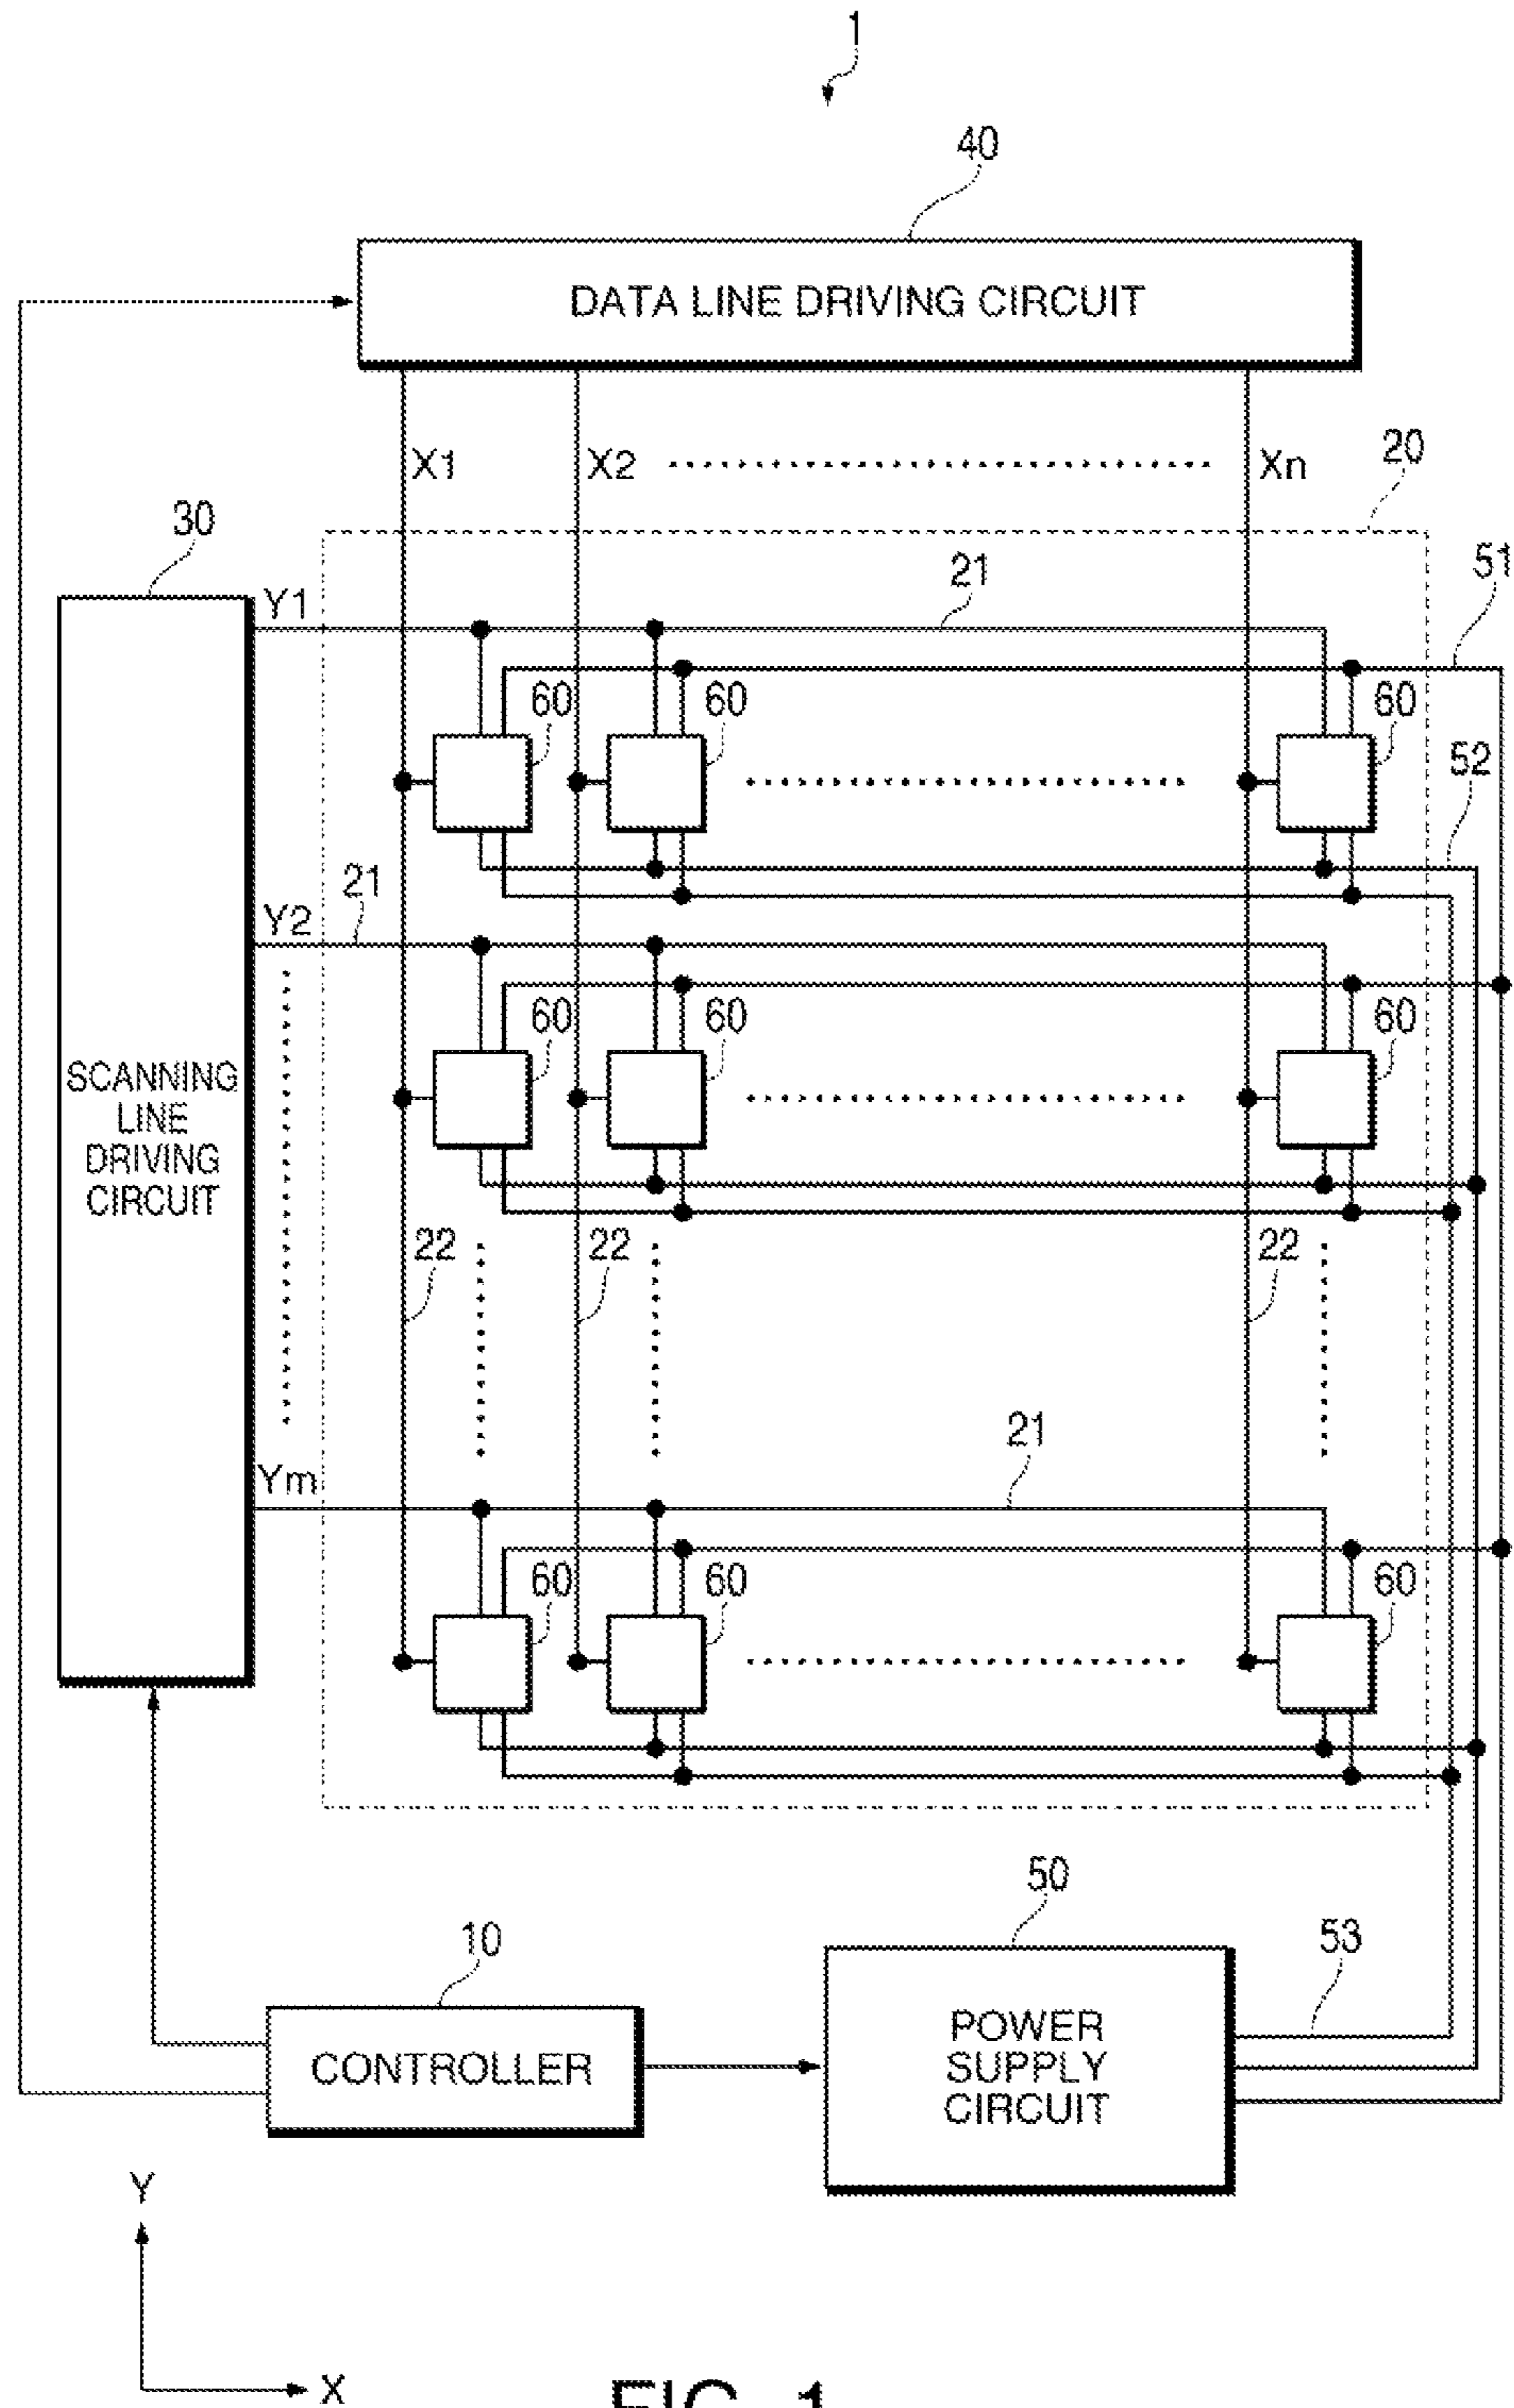 1
40
DATA LINE DRIVING CIRCUIT
X1 X2 Xn
20
30
Y1
21
51
60 60 60
52
21
Y2
60 60 60
SCANNING
LINE
DRIVING
CIRCUIT
22 22 22
21
Ym
60 60 60
50
10
53
CONTROLLER
POWER
SUPPLY
CIRCUIT
Y
X
FIG. 1